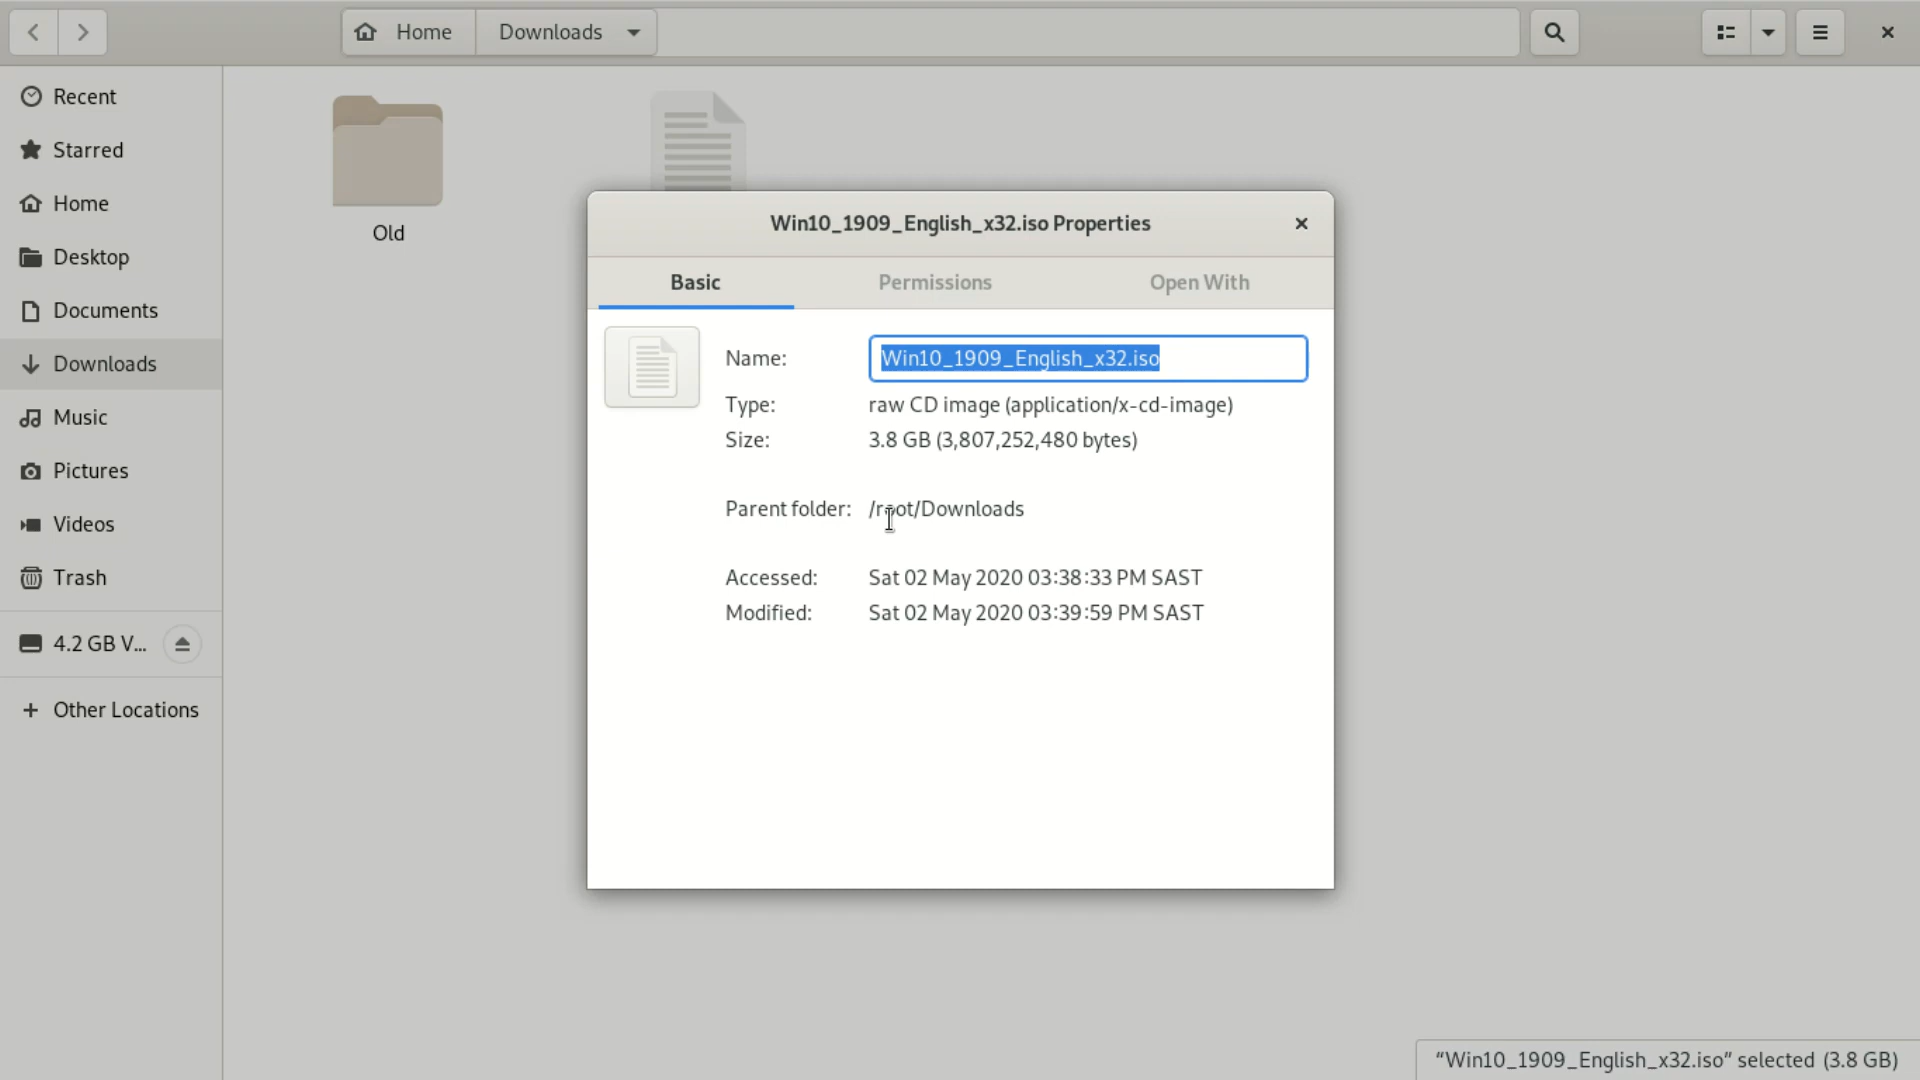 Home
Downloads
Recent
Starred
Home
Desktop
Documents
Downloads
Music
Pictures
Videos
Trash
4.2 GB V...
Other Locations
Old
Win10_1909_English_x32.iso Properties
Basic
Permissions
Open With
Name: Win10_1909_English_x32.iso
Type: raw CD image (application/x-cd-image)
Size: 3.8 GB (3,807,252,480 bytes)
Parent folder: /root/Downloads
Accessed: Sat 02 May 2020 03:38:33 PM SAST
Modified: Sat 02 May 2020 03:39:59 PM SAST
“Win10_1909_English_x32.iso” selected (3.8 GB)